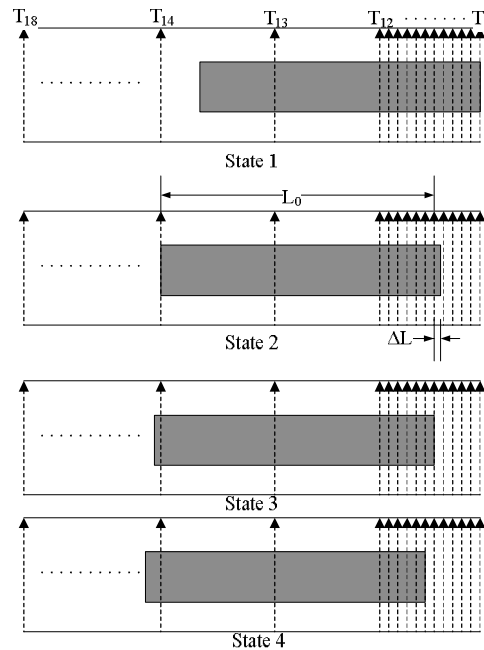 T18 T14 T13 T12 ........ T
..........
State 1
L0
..........
State 2
ΔL
..........
State 3
..........
State 4